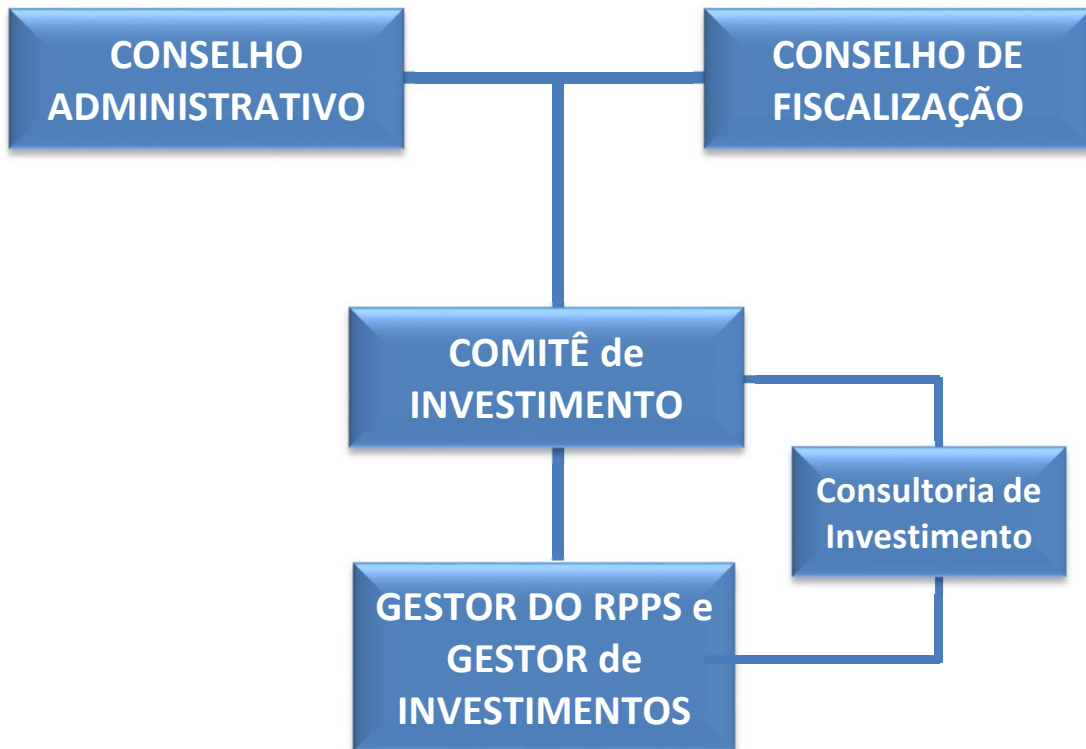 CONSELHO
ADMINISTRATIVO
CONSELHO DE
FISCALIZAÇÃO
COMITÊ de
INVESTIMENTO
Consultoria de
Investimento
GESTOR DO RPPS e
GESTOR de
INVESTIMENTOS